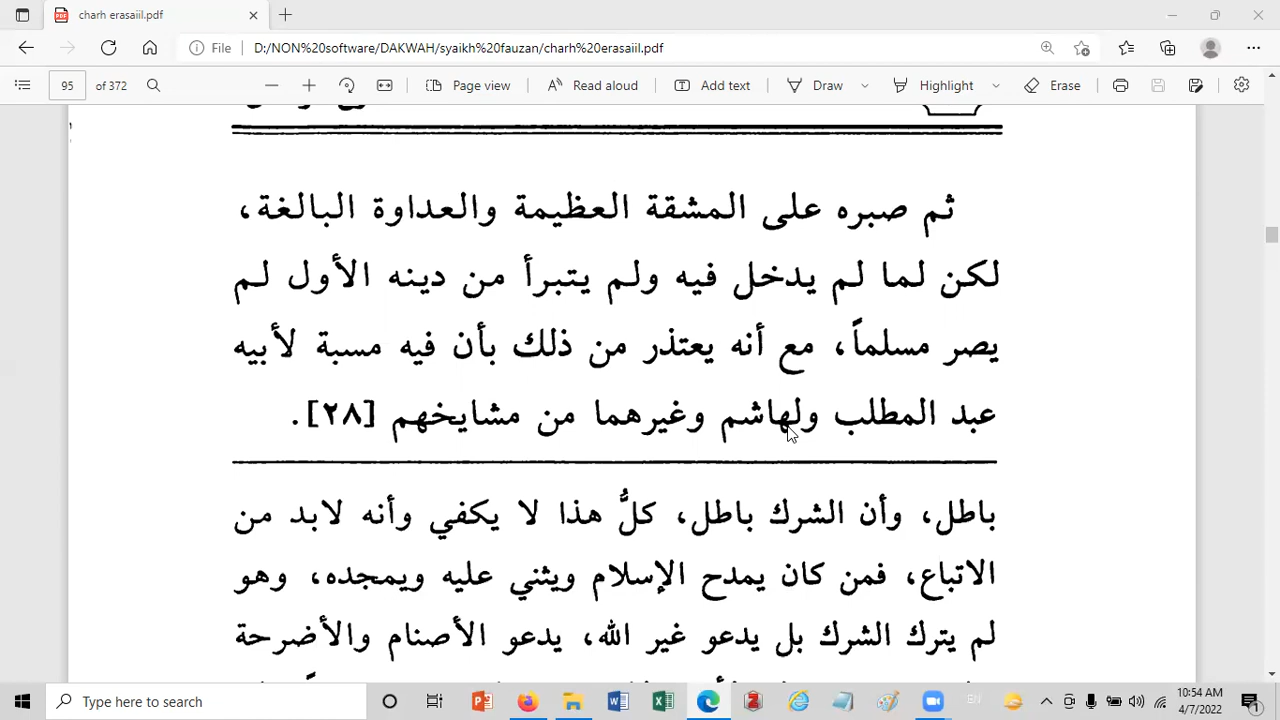 charh erasaiil.pdf
File D:/NON%20software/DAKWAH/syaikh%20fauzan/charh%20erasaiil.pdf
95 of 372 Page view Read aloud Add text Draw Highlight Erase
ثم صبره على المشقة العظيمة والعداوة البالغة،
لكن لما لم يدخل فيه ولم يتبرأ من دينه الأول لم
يصر مسلماً، مع أنه يعتذر من ذلك بأن فيه مسبة لأبيه
عبد المطلب ولهاشم وغيرهما من مشايخهم [٢٨].
باطل، وأن الشرك باطل، كلُّ هذا لا يكفي وأنه لابد من
الاتباع، فمن كان يمدح الإسلام ويثني عليه ويمجده، وهو
لم يترك الشرك بل يدعو غير الله، يدعو الأصنام والأضرحة
Type here to search EN 10:54 AM
4/7/2022